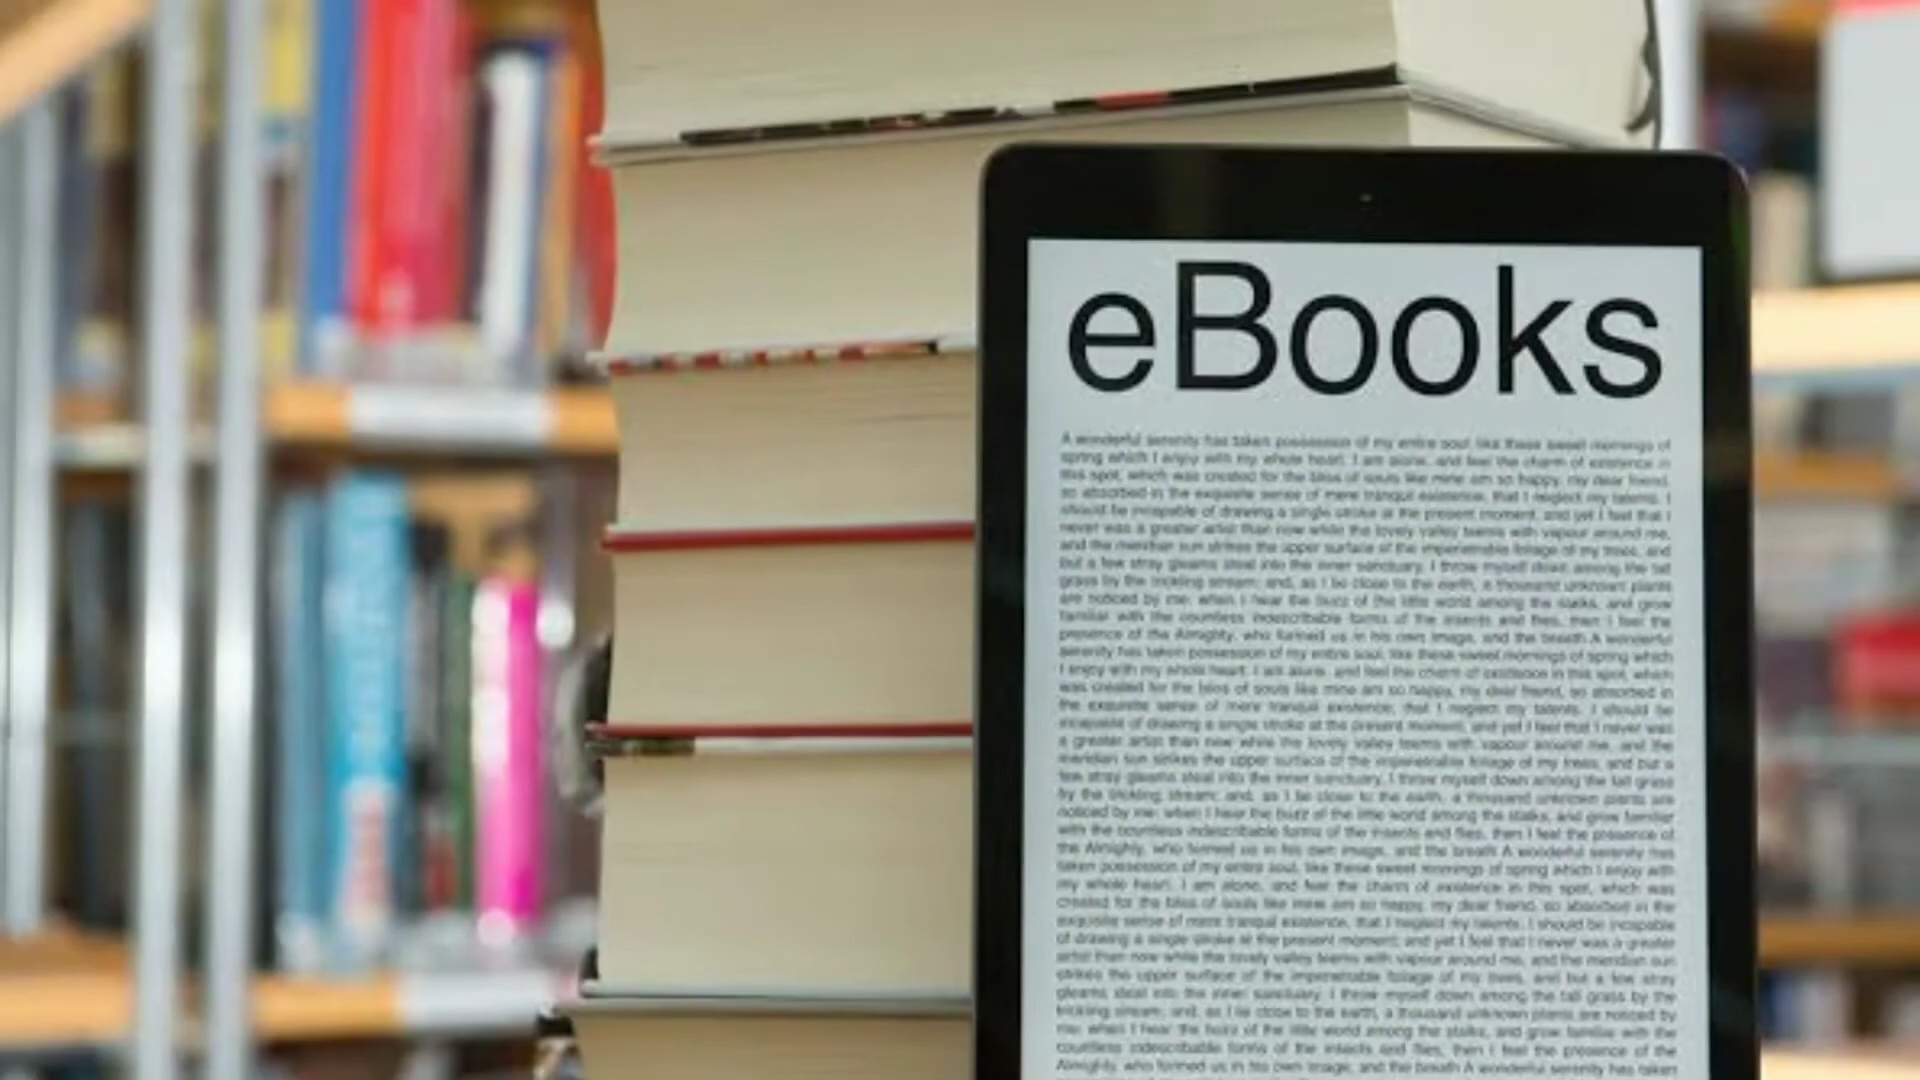 eBooks
A wonderful serenity has taken possession of my entire soul, like these sweet mornings of
spring which I enjoy with my whole heart. I am alone, and feel the charm of existence in
this spot, which was created for the bliss of souls like mine am so happy, my dear friend,
so absorbed in the exquisite sense of mere tranquil existence, that I neglect my talents. I
should be incapable of drawing a single stroke at the present moment; and yet I feel that I
never was a greater artist than now while the lovely valley teems with vapour around me,
and the meridian sun strikes the upper surface of the impenetrable foliage of my trees, and
but a few stray gleams steal into the inner sanctuary, I throw myself down among the tall
grass by the trickling stream; and, as I lie close to the earth, a thousand unknown plants
are noticed by me: when I hear the buzz of the little world among the stalks, and grow
familiar with the countless indescribable forms of the insects and flies, then I feel the
presence of the Almighty, who formed us in his own image, and the breath A wonderful
serenity has taken possession of my entire soul, like these sweet mornings of spring which
I enjoy with my whole heart. I am alone, and feel the charm of existence in this spot, which
was created for the bliss of souls like mine am so happy, my dear friend, so absorbed in
the exquisite sense of mere tranquil existence, that I neglect my talents. I should be
incapable of drawing a single stroke at the present moment; and yet I feel that I never was
a greater artist than now while the lovely valley teems with vapour around me, and the
meridian sun strikes the upper surface of the impenetrable foliage of my trees, and but a
few stray gleams steal into the inner sanctuary, I throw myself down among the tall grass
by the trickling stream; and, as I lie close to the earth, a thousand unknown plants are
noticed by me: when I hear the buzz of the little world among the stalks, and grow familiar
with the countless indescribable forms of the insects and flies, then I feel the presence of
the Almighty, who formed us in his own image, and the breath A wonderful serenity has
taken possession of my entire soul, like these sweet mornings of spring which I enjoy with
my whole heart. I am alone, and feel the charm of existence in this spot, which was
created for the bliss of souls like mine am so happy, my dear friend, so absorbed in the
exquisite sense of mere tranquil existence, that I neglect my talents. I should be incapable
of drawing a single stroke at the present moment; and yet I feel that I never was a greater
artist than now while the lovely valley teems with vapour around me, and the meridian sun
strikes the upper surface of the impenetrable foliage of my trees, and but a few stray
gleams steal into the inner sanctuary, I throw myself down among the tall grass by the
trickling stream; and, as I lie close to the earth, a thousand unknown plants are noticed by
me: when I hear the buzz of the little world among the stalks, and grow familiar with the
countless indescribable forms of the insects and flies, then I feel the presence of the
Almighty, who formed us in his own image, and the breath A wonderful serenity has taken